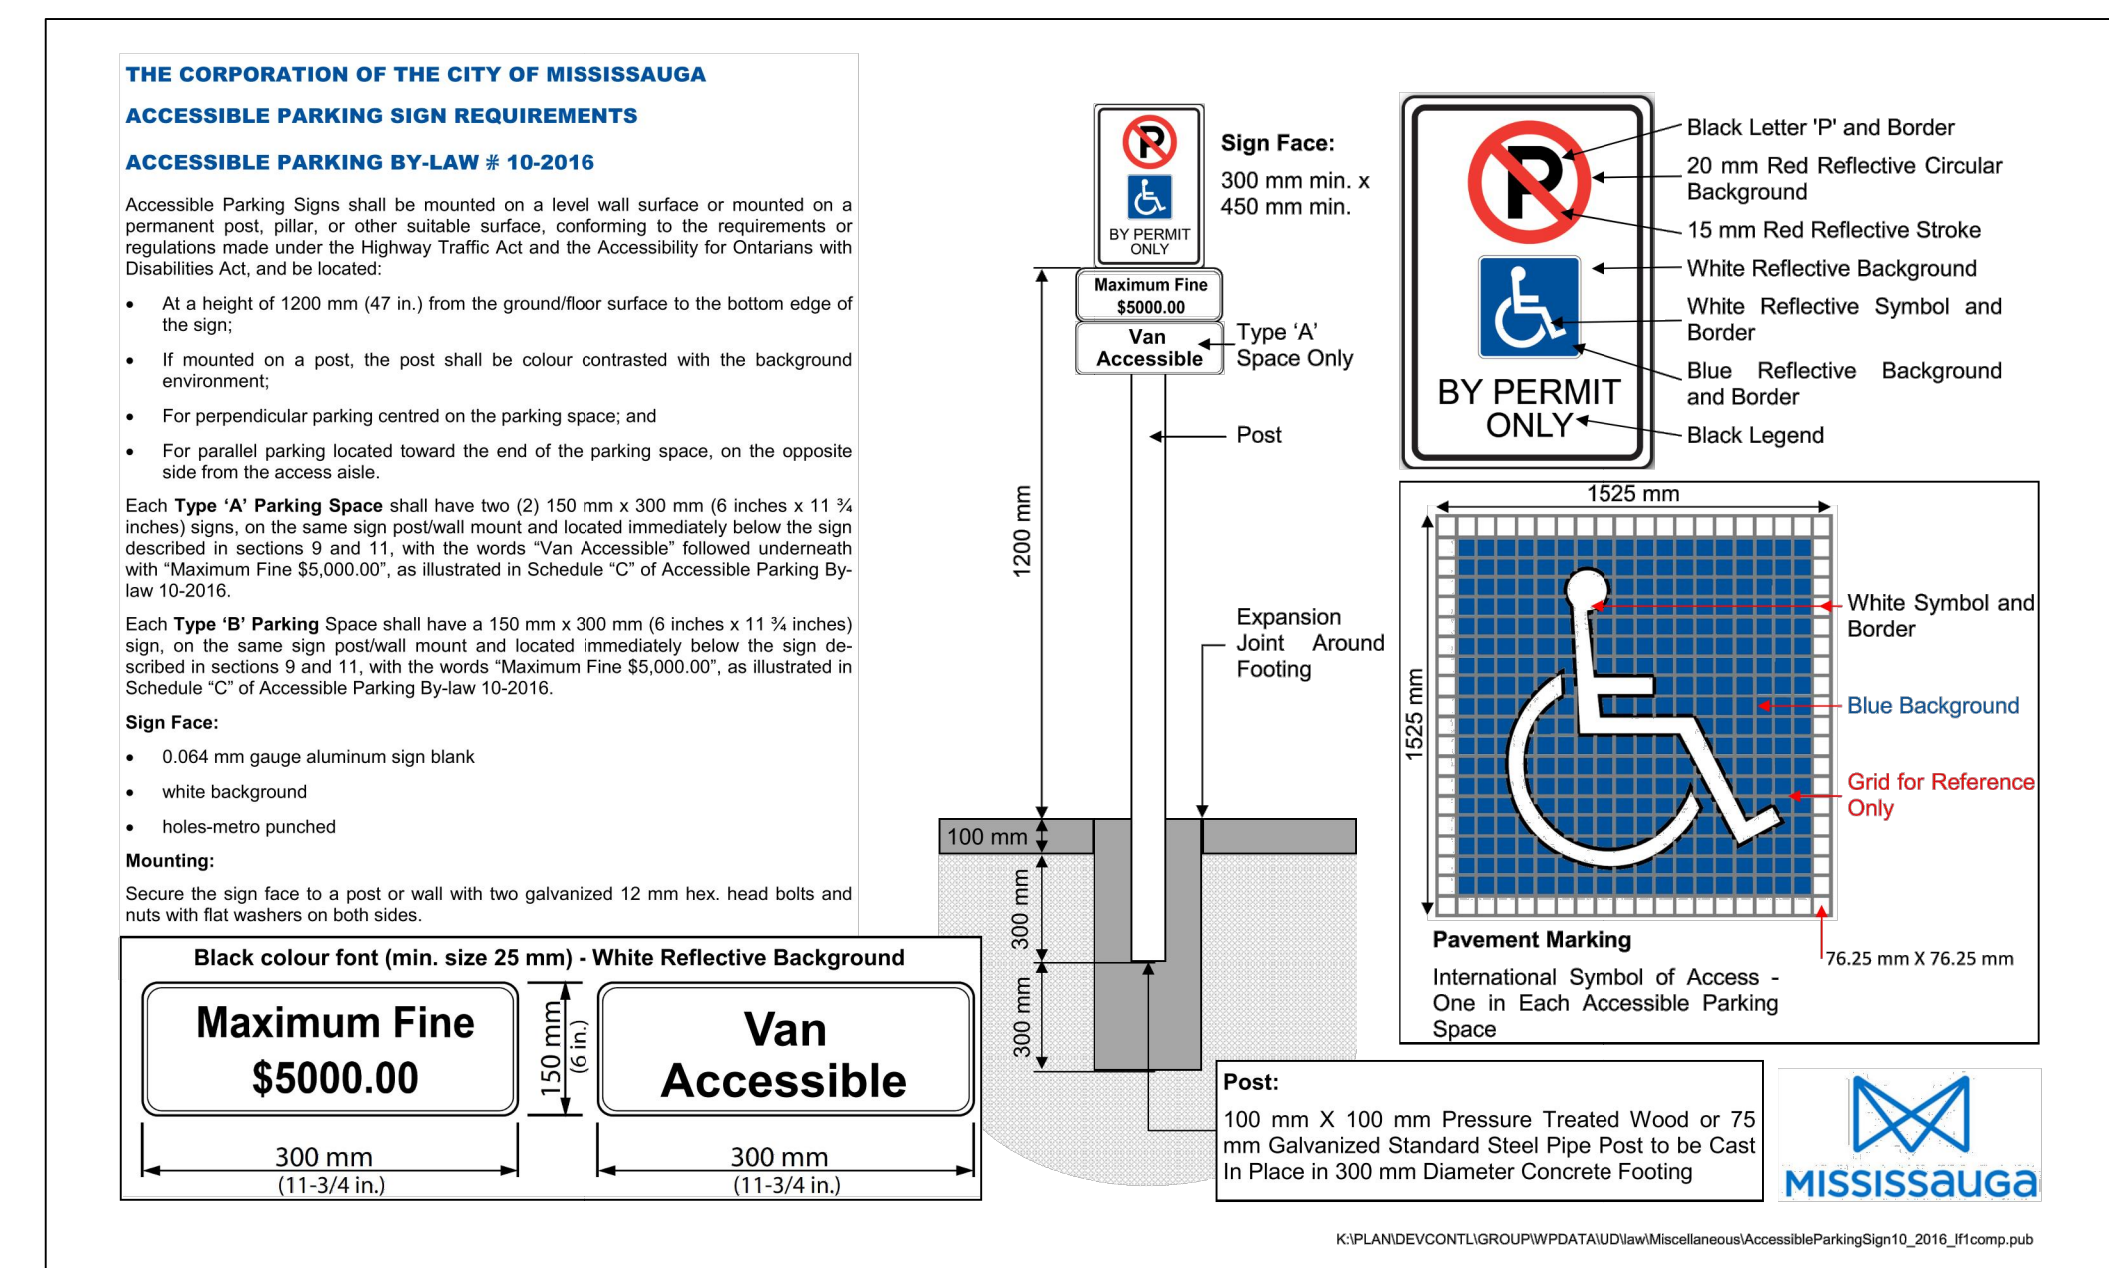 THE CORPORATION OF THE CITY OF MISSISSAUGA
ACCESSIBLE PARKING SIGN REQUIREMENTS
ACCESSIBLE PARKING BY-LAW # 10-2016
Accessible Parking Signs shall be mounted on a level wall surface or mounted on a
permanent post, pillar, or other suitable surface, conforming to the requirements or
regulations made under the Highway Traffic Act and the Accessibility for Ontarians with
Disabilities Act, and be located:
• At a height of 1200 mm (47 in.) from the ground/floor surface to the bottom edge of
the sign;
• If mounted on a post, the post shall be colour contrasted with the background
environment;
• For perpendicular parking centred on the parking space; and
• For parallel parking located toward the end of the parking space, on the opposite
side from the access aisle.
Each Type ‘A’ Parking Space shall have two (2) 150 mm x 300 mm (6 inches x 11 ¾
inches) signs, on the same sign post/wall mount and located immediately below the sign
described in sections 9 and 11, with the words “Van Accessible” followed underneath
with “Maximum Fine $5,000.00”, as illustrated in Schedule “C” of Accessible Parking By-
law 10-2016.
Each Type ‘B’ Parking Space shall have a 150 mm x 300 mm (6 inches x 11 ¾ inches)
sign, on the same sign post/wall mount and located immediately below the sign de-
scribed in sections 9 and 11, with the words “Maximum Fine $5,000.00”, as illustrated in
Schedule “C” of Accessible Parking By-law 10-2016.
Sign Face:
• 0.064 mm gauge aluminum sign blank
• white background
• holes-metro punched
Mounting:
Secure the sign face to a post or wall with two galvanized 12 mm hex. head bolts and
nuts with flat washers on both sides.
Black colour font (min. size 25 mm) - White Reflective Background
Maximum Fine
$5000.00
150 mm
(6 in.)
Van
Accessible
300 mm
(11-3/4 in.)
300 mm
(11-3/4 in.)
P
BY PERMIT
ONLY
Sign Face:
300 mm min. x
450 mm min.
Maximum Fine
$5000.00
Van
Accessible
Type ‘A’
Space Only
Post
1200 mm
Expansion
Joint Around
Footing
100 mm
300 mm
300 mm
Post:
100 mm X 100 mm Pressure Treated Wood or 75
mm Galvanized Standard Steel Pipe Post to be Cast
In Place in 300 mm Diameter Concrete Footing
P
BY PERMIT
ONLY
Black Letter 'P' and Border
20 mm Red Reflective Circular
Background
15 mm Red Reflective Stroke
White Reflective Background
White Reflective Symbol and
Border
Blue Reflective Background
and Border
Black Legend
1525 mm
1525 mm
White Symbol and
Border
Blue Background
Grid for Reference
Only
76.25 mm X 76.25 mm
Pavement Marking
International Symbol of Access -
One in Each Accessible Parking
Space
MISSISSauGa
K:\PLAN\DEVCONTL\GROUP\WPDATA\UD\law\Miscellaneous\AccessibleParkingSign10_2016_lf1comp.pub